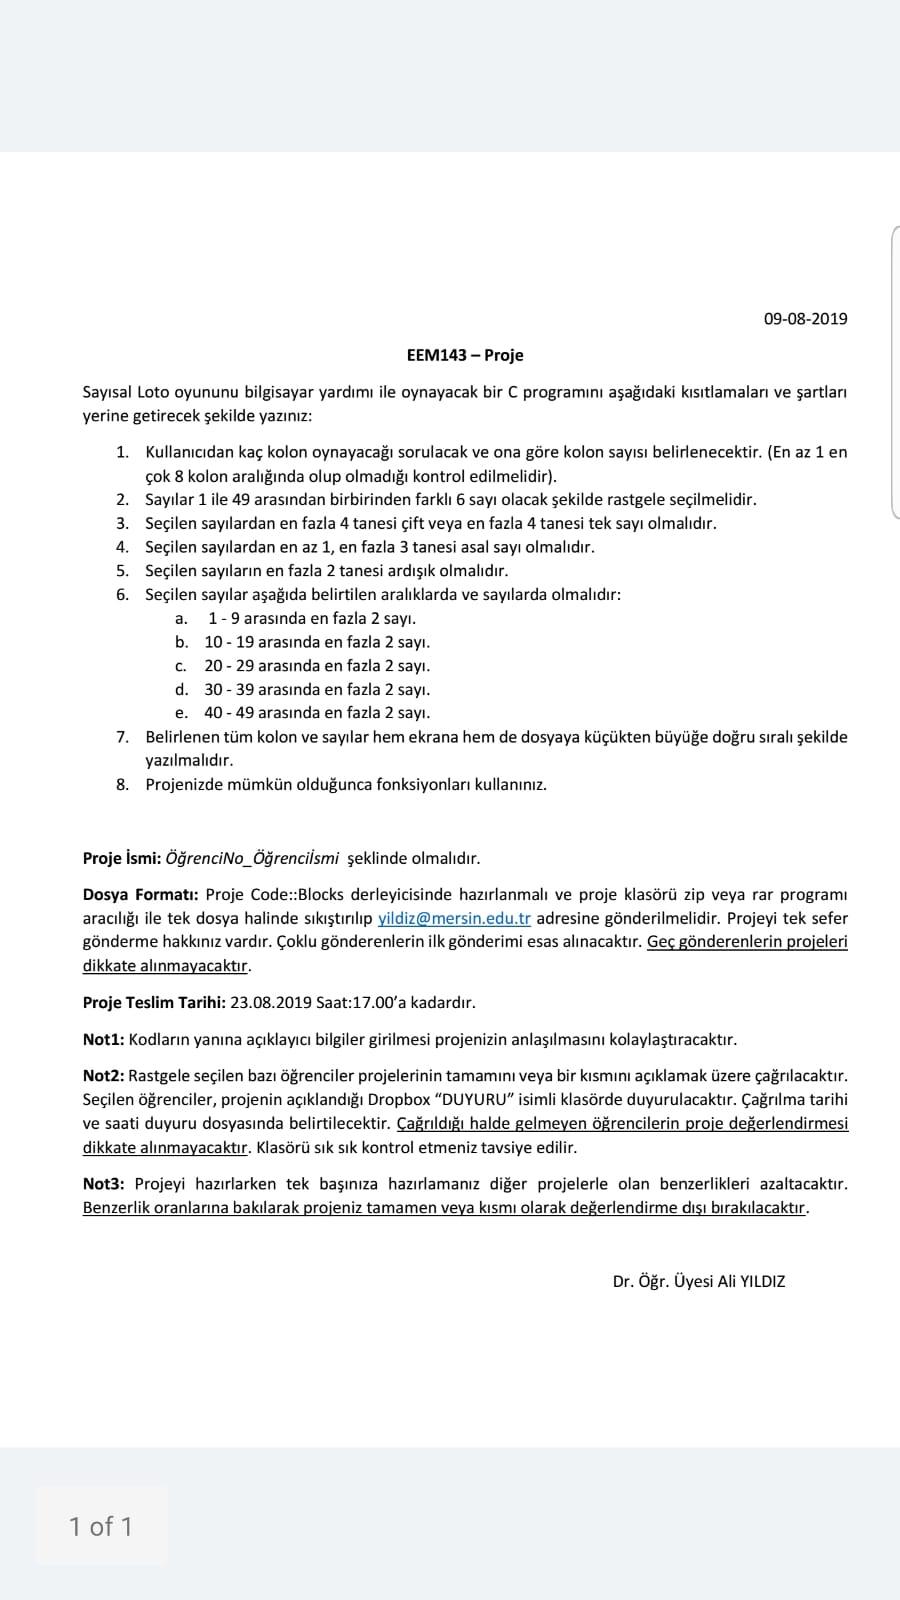 09-08-2019
EEM143 – Proje
Sayısal Loto oyununu bilgisayar yardımı ile oynayacak bir C programını aşağıdaki kısıtlamaları ve şartları
yerine getirecek şekilde yazınız:
1. Kullanıcıdan kaç kolon oynayacağı sorulacak ve ona göre kolon sayısı belirlenecektir. (En az 1 en
çok 8 kolon aralığında olup olmadığı kontrol edilmelidir).
2. Sayılar 1 ile 49 arasından birbirinden farklı 6 sayı olacak şekilde rastgele seçilmelidir.
3. Seçilen sayılardan en fazla 4 tanesi çift veya en fazla 4 tanesi tek sayı olmalıdır.
4. Seçilen sayılardan en az 1, en fazla 3 tanesi asal sayı olmalıdır.
5. Seçilen sayıların en fazla 2 tanesi ardışık olmalıdır.
6. Seçilen sayılar aşağıda belirtilen aralıklarda ve sayılarda olmalıdır:
a. 1 - 9 arasında en fazla 2 sayı.
b. 10 - 19 arasında en fazla 2 sayı.
c. 20 - 29 arasında en fazla 2 sayı.
d. 30 - 39 arasında en fazla 2 sayı.
e. 40 - 49 arasında en fazla 2 sayı.
7. Belirlenen tüm kolon ve sayılar hem ekrana hem de dosyaya küçükten büyüğe doğru sıralı şekilde
yazılmalıdır.
8. Projenizde mümkün olduğunca fonksiyonları kullanınız.
Proje İsmi: ÖğrenciNo_Öğrencilsmi şeklinde olmalıdır.
Dosya Formatı: Proje Code::Blocks derleyicisinde hazırlanmalı ve proje klasörü zip veya rar programı
aracılığı ile tek dosya halinde sıkıştırılıp yildiz@mersin.edu.tr adresine gönderilmelidir. Projeyi tek sefer
gönderme hakkınız vardır. Çoklu gönderenlerin ilk gönderimi esas alınacaktır. Geç gönderenlerin projeleri
dikkate alınmayacaktır.
Proje Teslim Tarihi: 23.08.2019 Saat:17.00'a kadardır.
Not1: Kodların yanına açıklayıcı bilgiler girilmesi projenizin anlaşılmasını kolaylaştıracaktır.
Not2: Rastgele seçilen bazı öğrenciler projelerinin tamamını veya bir kısmını açıklamak üzere çağrılacaktır.
Seçilen öğrenciler, projenin açıklandığı Dropbox “DUYURU” isimli klasörde duyurulacaktır. Çağrılma tarihi
ve saati duyuru dosyasında belirtilecektir. Çağrıldığı halde gelmeyen öğrencilerin proje değerlendirmesi
dikkate alınmayacaktır. Klasörü sık sık kontrol etmeniz tavsiye edilir.
Not3: Projeyi hazırlarken tek başınıza hazırlamanız diğer projelerle olan benzerlikleri azaltacaktır.
Benzerlik oranlarına bakılarak projeniz tamamen veya kısmı olarak değerlendirme dışı bırakılacaktır.
Dr. Öğr. Üyesi Ali YILDIZ
1 of 1